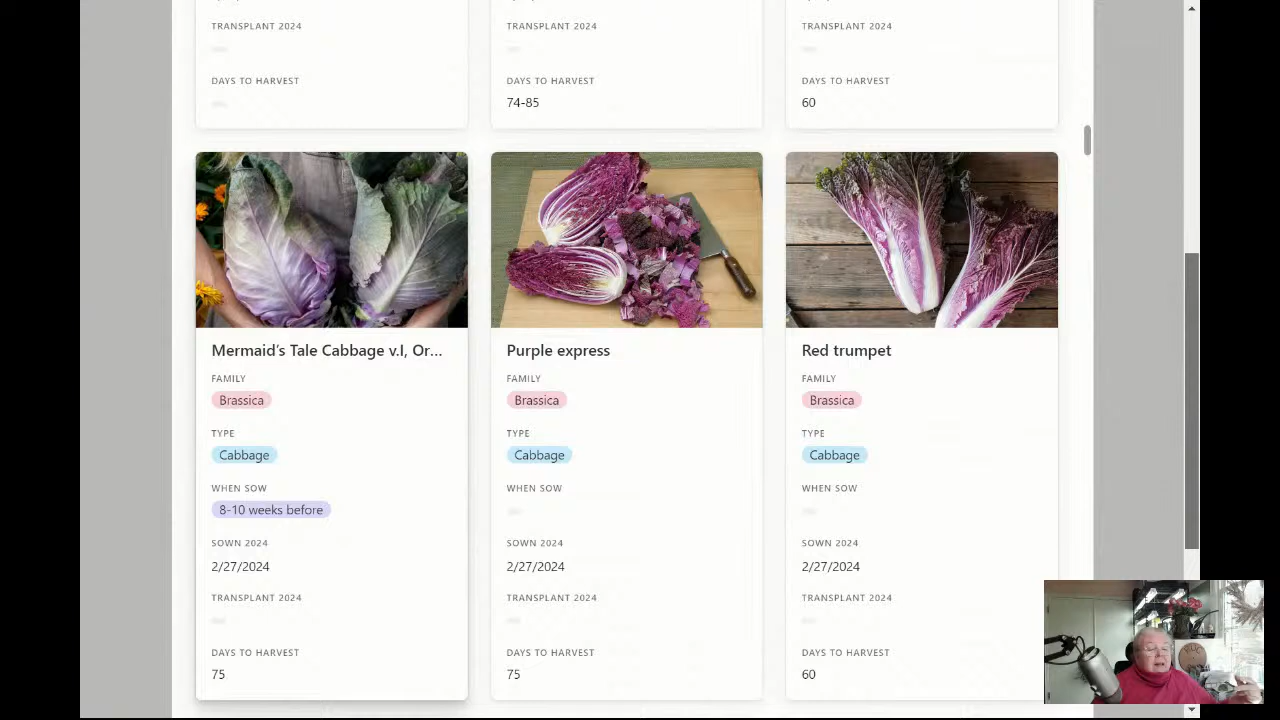 TRANSPLANT 2024
TRANSPLANT 2024
TRANSPLANT 2024
DAYS TO HARVEST
DAYS TO HARVEST
DAYS TO HARVEST
74-85
60
Mermaid's Tale Cabbage v.I, Or...
FAMILY
Brassica
TYPE
Cabbage
WHEN SOW
8-10 weeks before
SOWN 2024
2/27/2024
TRANSPLANT 2024
DAYS TO HARVEST
75
Purple express
FAMILY
Brassica
TYPE
Cabbage
WHEN SOW
SOWN 2024
2/27/2024
TRANSPLANT 2024
DAYS TO HARVEST
75
Red trumpet
FAMILY
Brassica
TYPE
Cabbage
WHEN SOW
SOWN 2024
2/27/2024
TRANSPLANT 2024
DAYS TO HARVEST
60